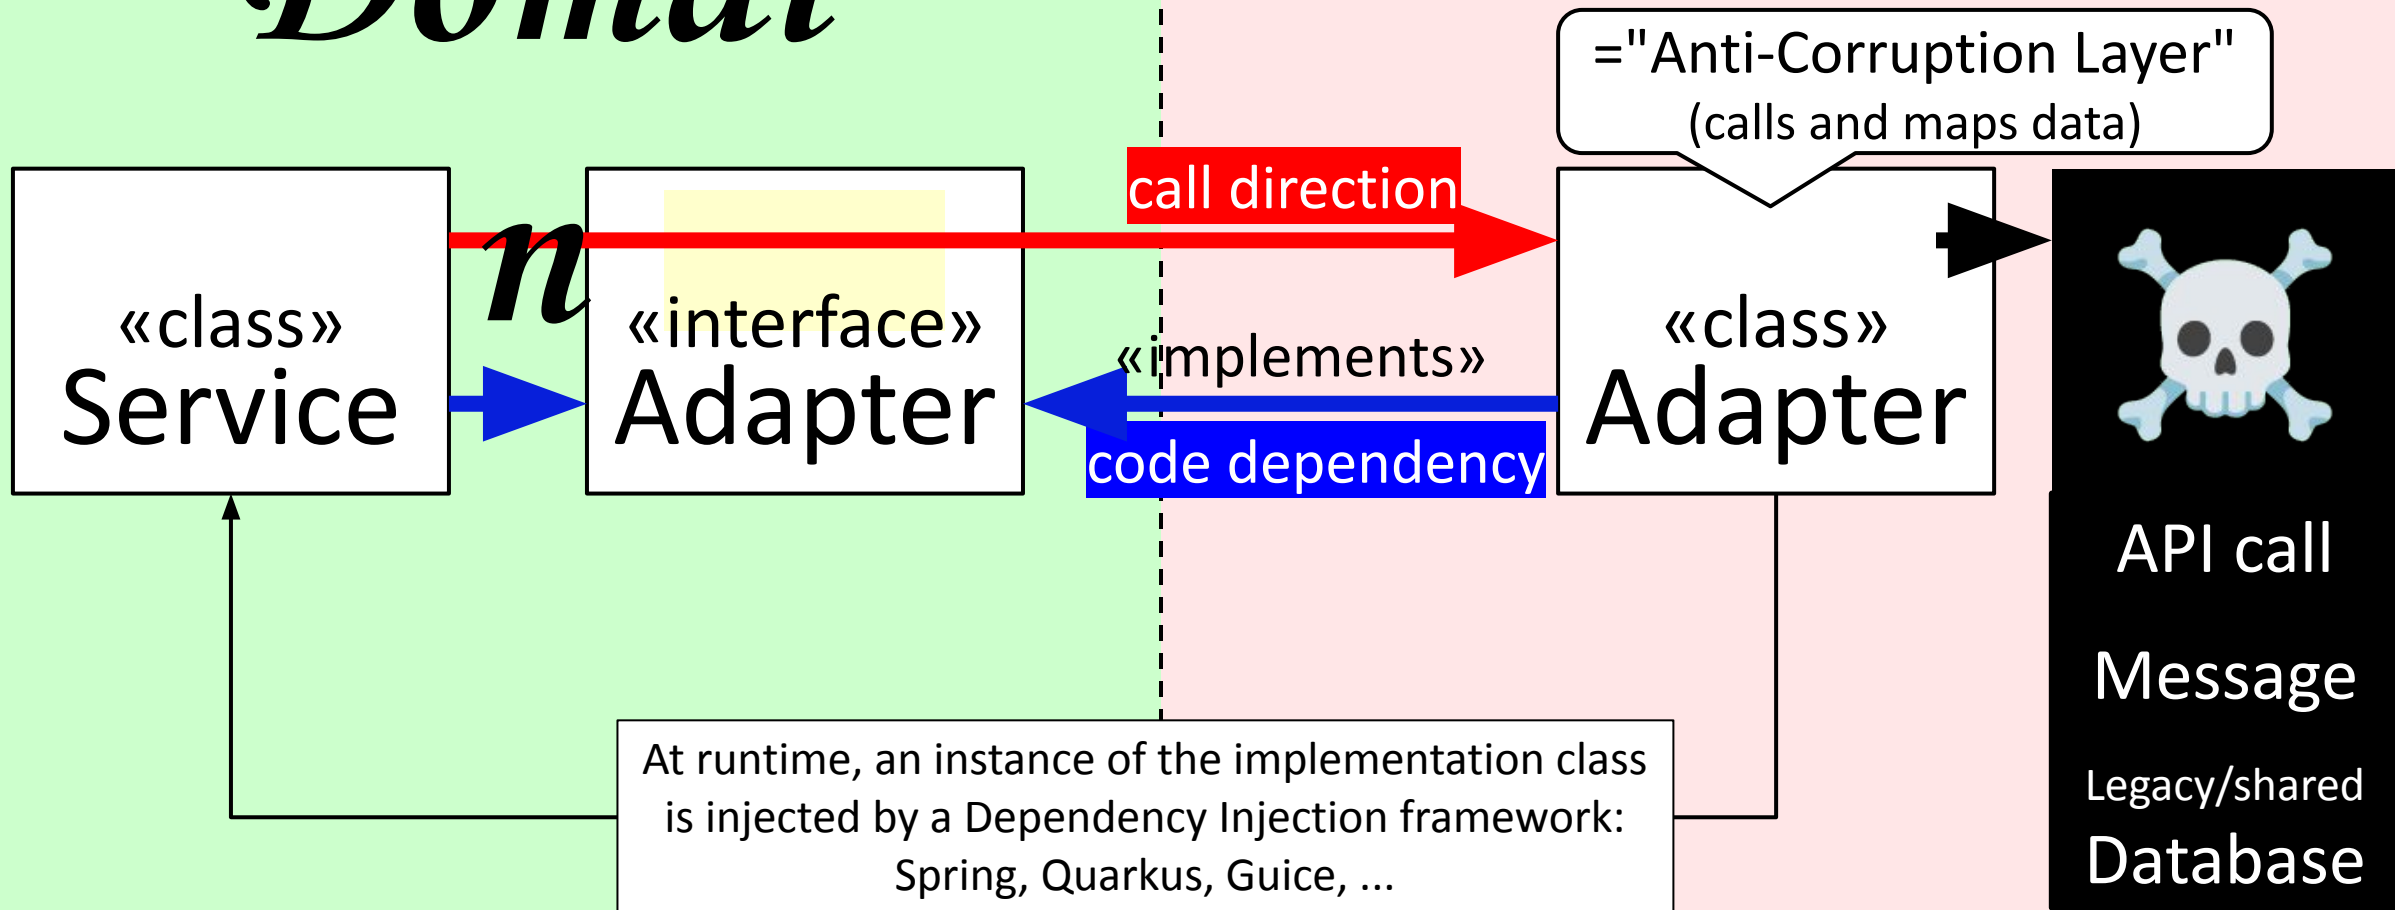 Domai
n
="Anti-Corruption Layer"
(calls and maps data)
call direction
«class»
Service
«interface»
Adapter
«implements»
code dependency
«class»
Adapter
API call
Message
Legacy/shared
Database
At runtime, an instance of the implementation class
is injected by a Dependency Injection framework:
Spring, Quarkus, Guice, ...